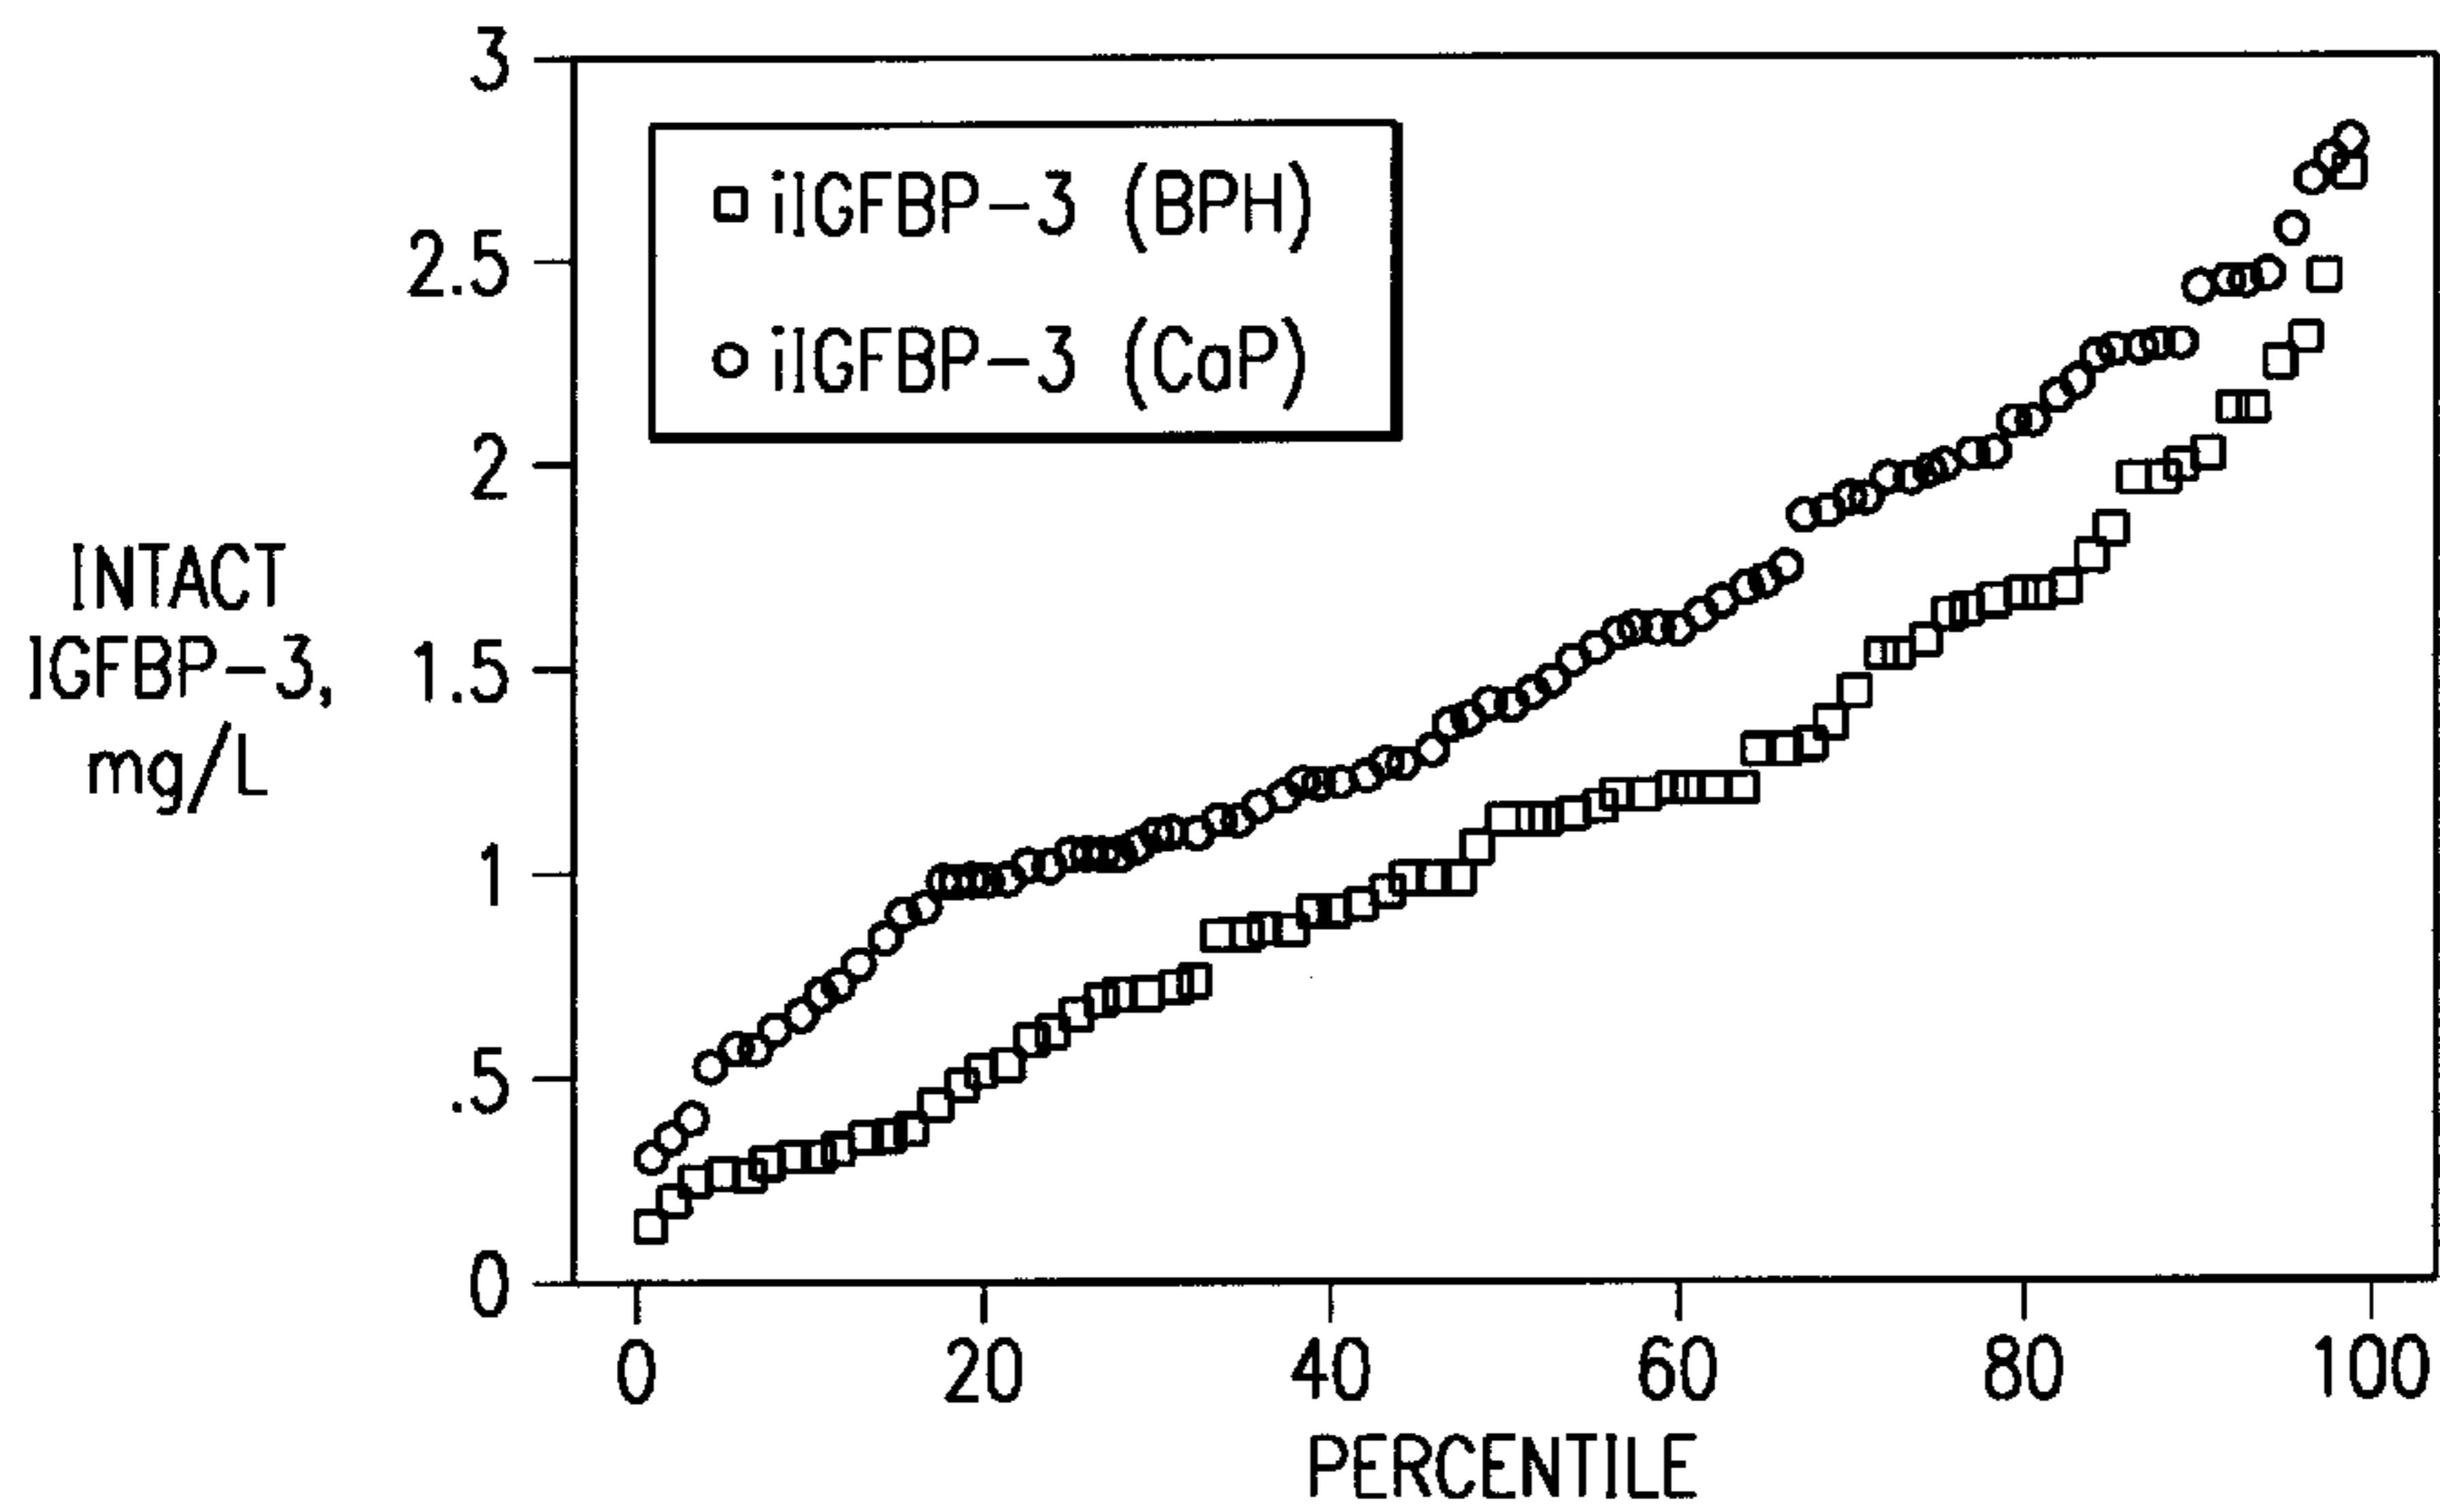 3
2.5
2
1.5
1
.5
0
INTACT
IGFBP-3,
mg/L
iIGFBP-3 (BPH)
iIGFBP-3 (CaP)
0 20 40 60 80 100
PERCENTILE